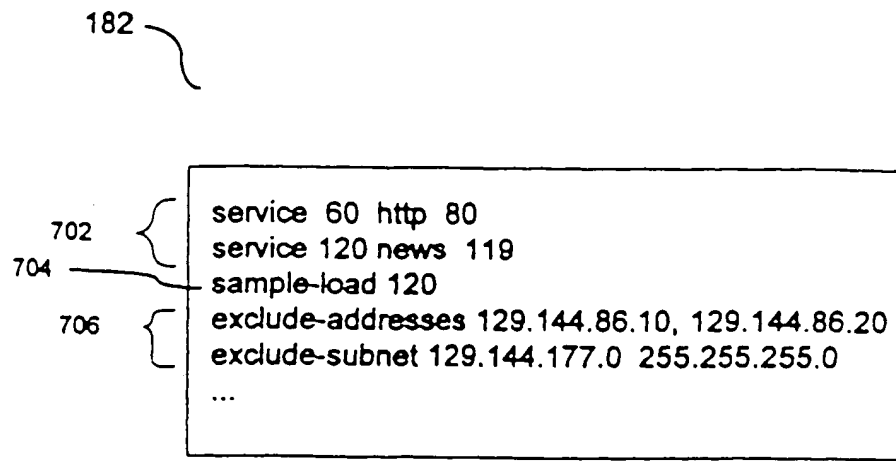 182
702
704
706
service 60 http 80
service 120 news 119
sample-load 120
exclude-addresses 129.144.86.10, 129.144.86.20
exclude-subnet 129.144.177.0 255.255.255.0
...